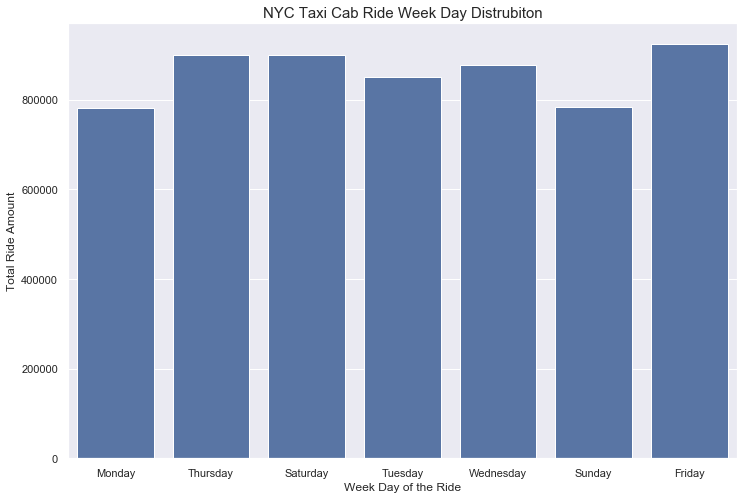 NYC Taxi Cab Ride Week Day Distrubiton
Total Ride Amount
800000
600000
400000
200000
0
Monday Thursday Saturday Tuesday Wednesday Sunday Friday
Week Day of the Ride